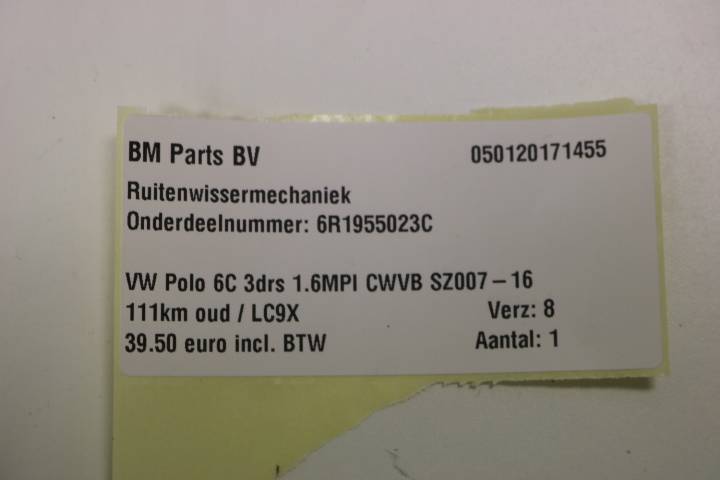 BM Parts BV 050120171455
Ruitenwissermechaniek
Onderdeelnummer: 6R1955023C
VW Polo 6C 3drs 1.6MPI CWVB SZ007 – 16
111km oud / LC9X Verz: 8
39.50 euro incl. BTW Aantal: 1